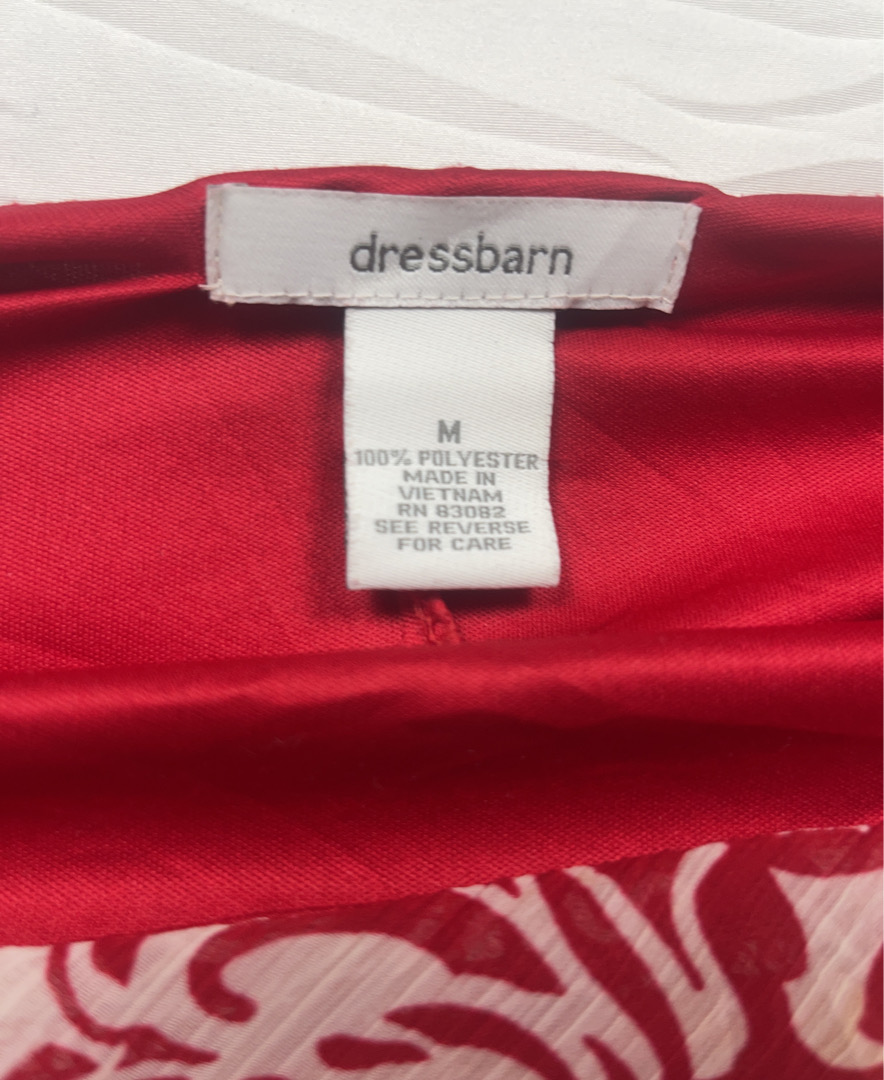 dressbarn
M
100% POLYESTER
MADE IN
VIETNAM
RN 83082
SEE REVERSE
FOR CARE